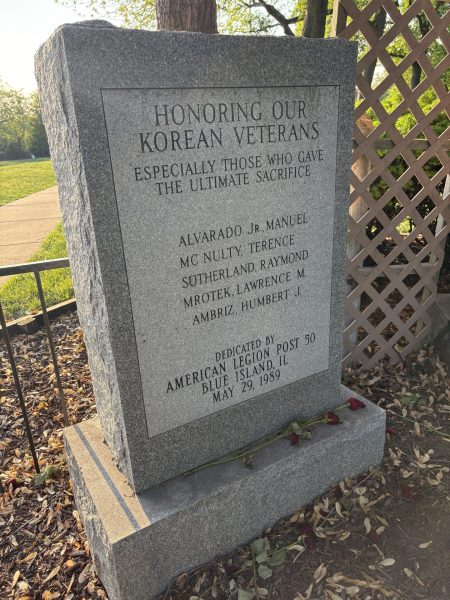 HONORING OUR
KOREAN VETERANS
ESPECIALLY THOSE WHO GAVE
THE ULTIMATE SACRIFICE
ALVARADO JR, MANUEL
MC NULTY, TERENCE
SUTHERLAND, RAYMOND
MROTEK, LAWRENCE M.
AMBRIZ, HUMBERT J.
DEDICATED BY
AMERICAN LEGION POST 50
BLUE ISLAND, IL
MAY 29, 1989